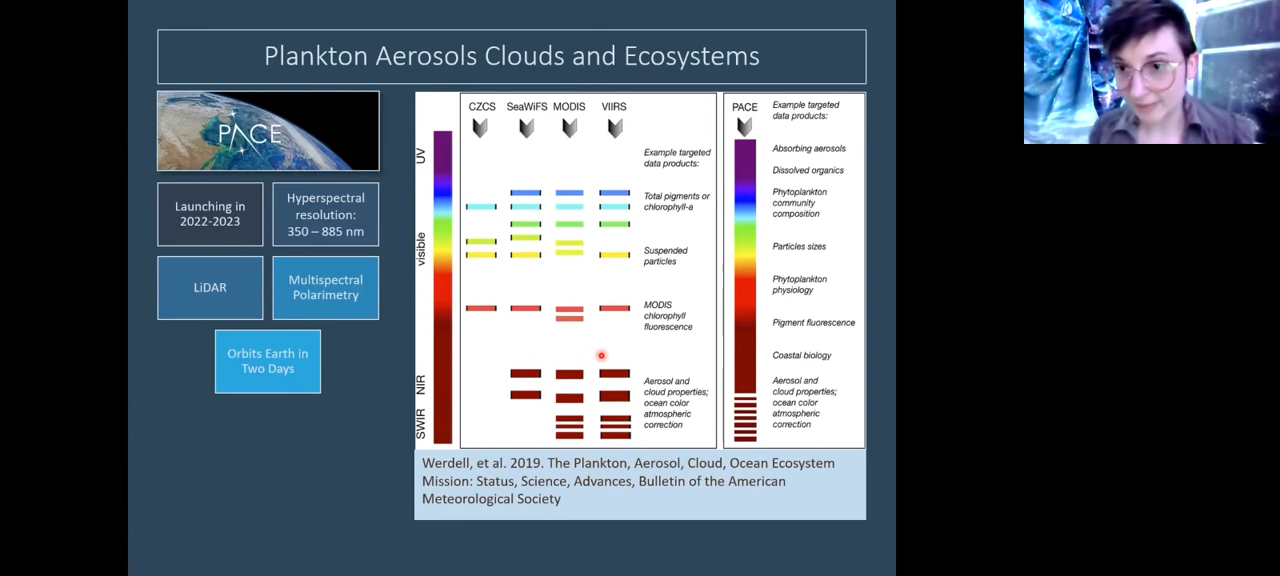 Plankton Aerosols Clouds and Ecosystems
PACE
Launching in
2022-2023
Hyperspectral
resolution:
350 – 885 nm
LiDAR
Multispectral
Polarimetry
Orbits Earth in
Two Days
UV
visible
NIR
SWIR
CZCS SeaWiFS MODIS VIIRS
Example targeted
data products:
Total pigments or
chlorophyll-a
Suspended
particles
MODIS
chlorophyll
fluorescence
Aerosol and
cloud properties;
ocean color
atmospheric
correction
PACE
Example targeted
data products:
Absorbing aerosols
Dissolved organics
Phytoplankton
community
composition
Particles sizes
Phytoplankton
physiology
Pigment fluorescence
Coastal biology
Aerosol and
cloud properties;
ocean color
atmospheric
correction
Werdell, et al. 2019. The Plankton, Aerosol, Cloud, Ocean Ecosystem
Mission: Status, Science, Advances, Bulletin of the American
Meteorological Society